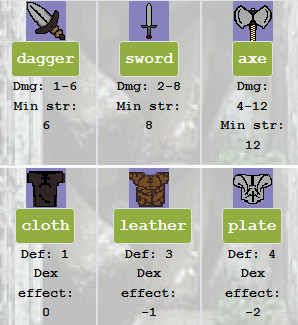 dagger
Dmg: 1-6
Min str:
6
sword
Dmg: 2-8
Min str:
8
axe
Dmg:
4-12
Min str:
12
cloth
Def: 1
Dex
effect:
0
leather
Def: 3
Dex
effect:
-1
plate
Def: 4
Dex
effect:
-2